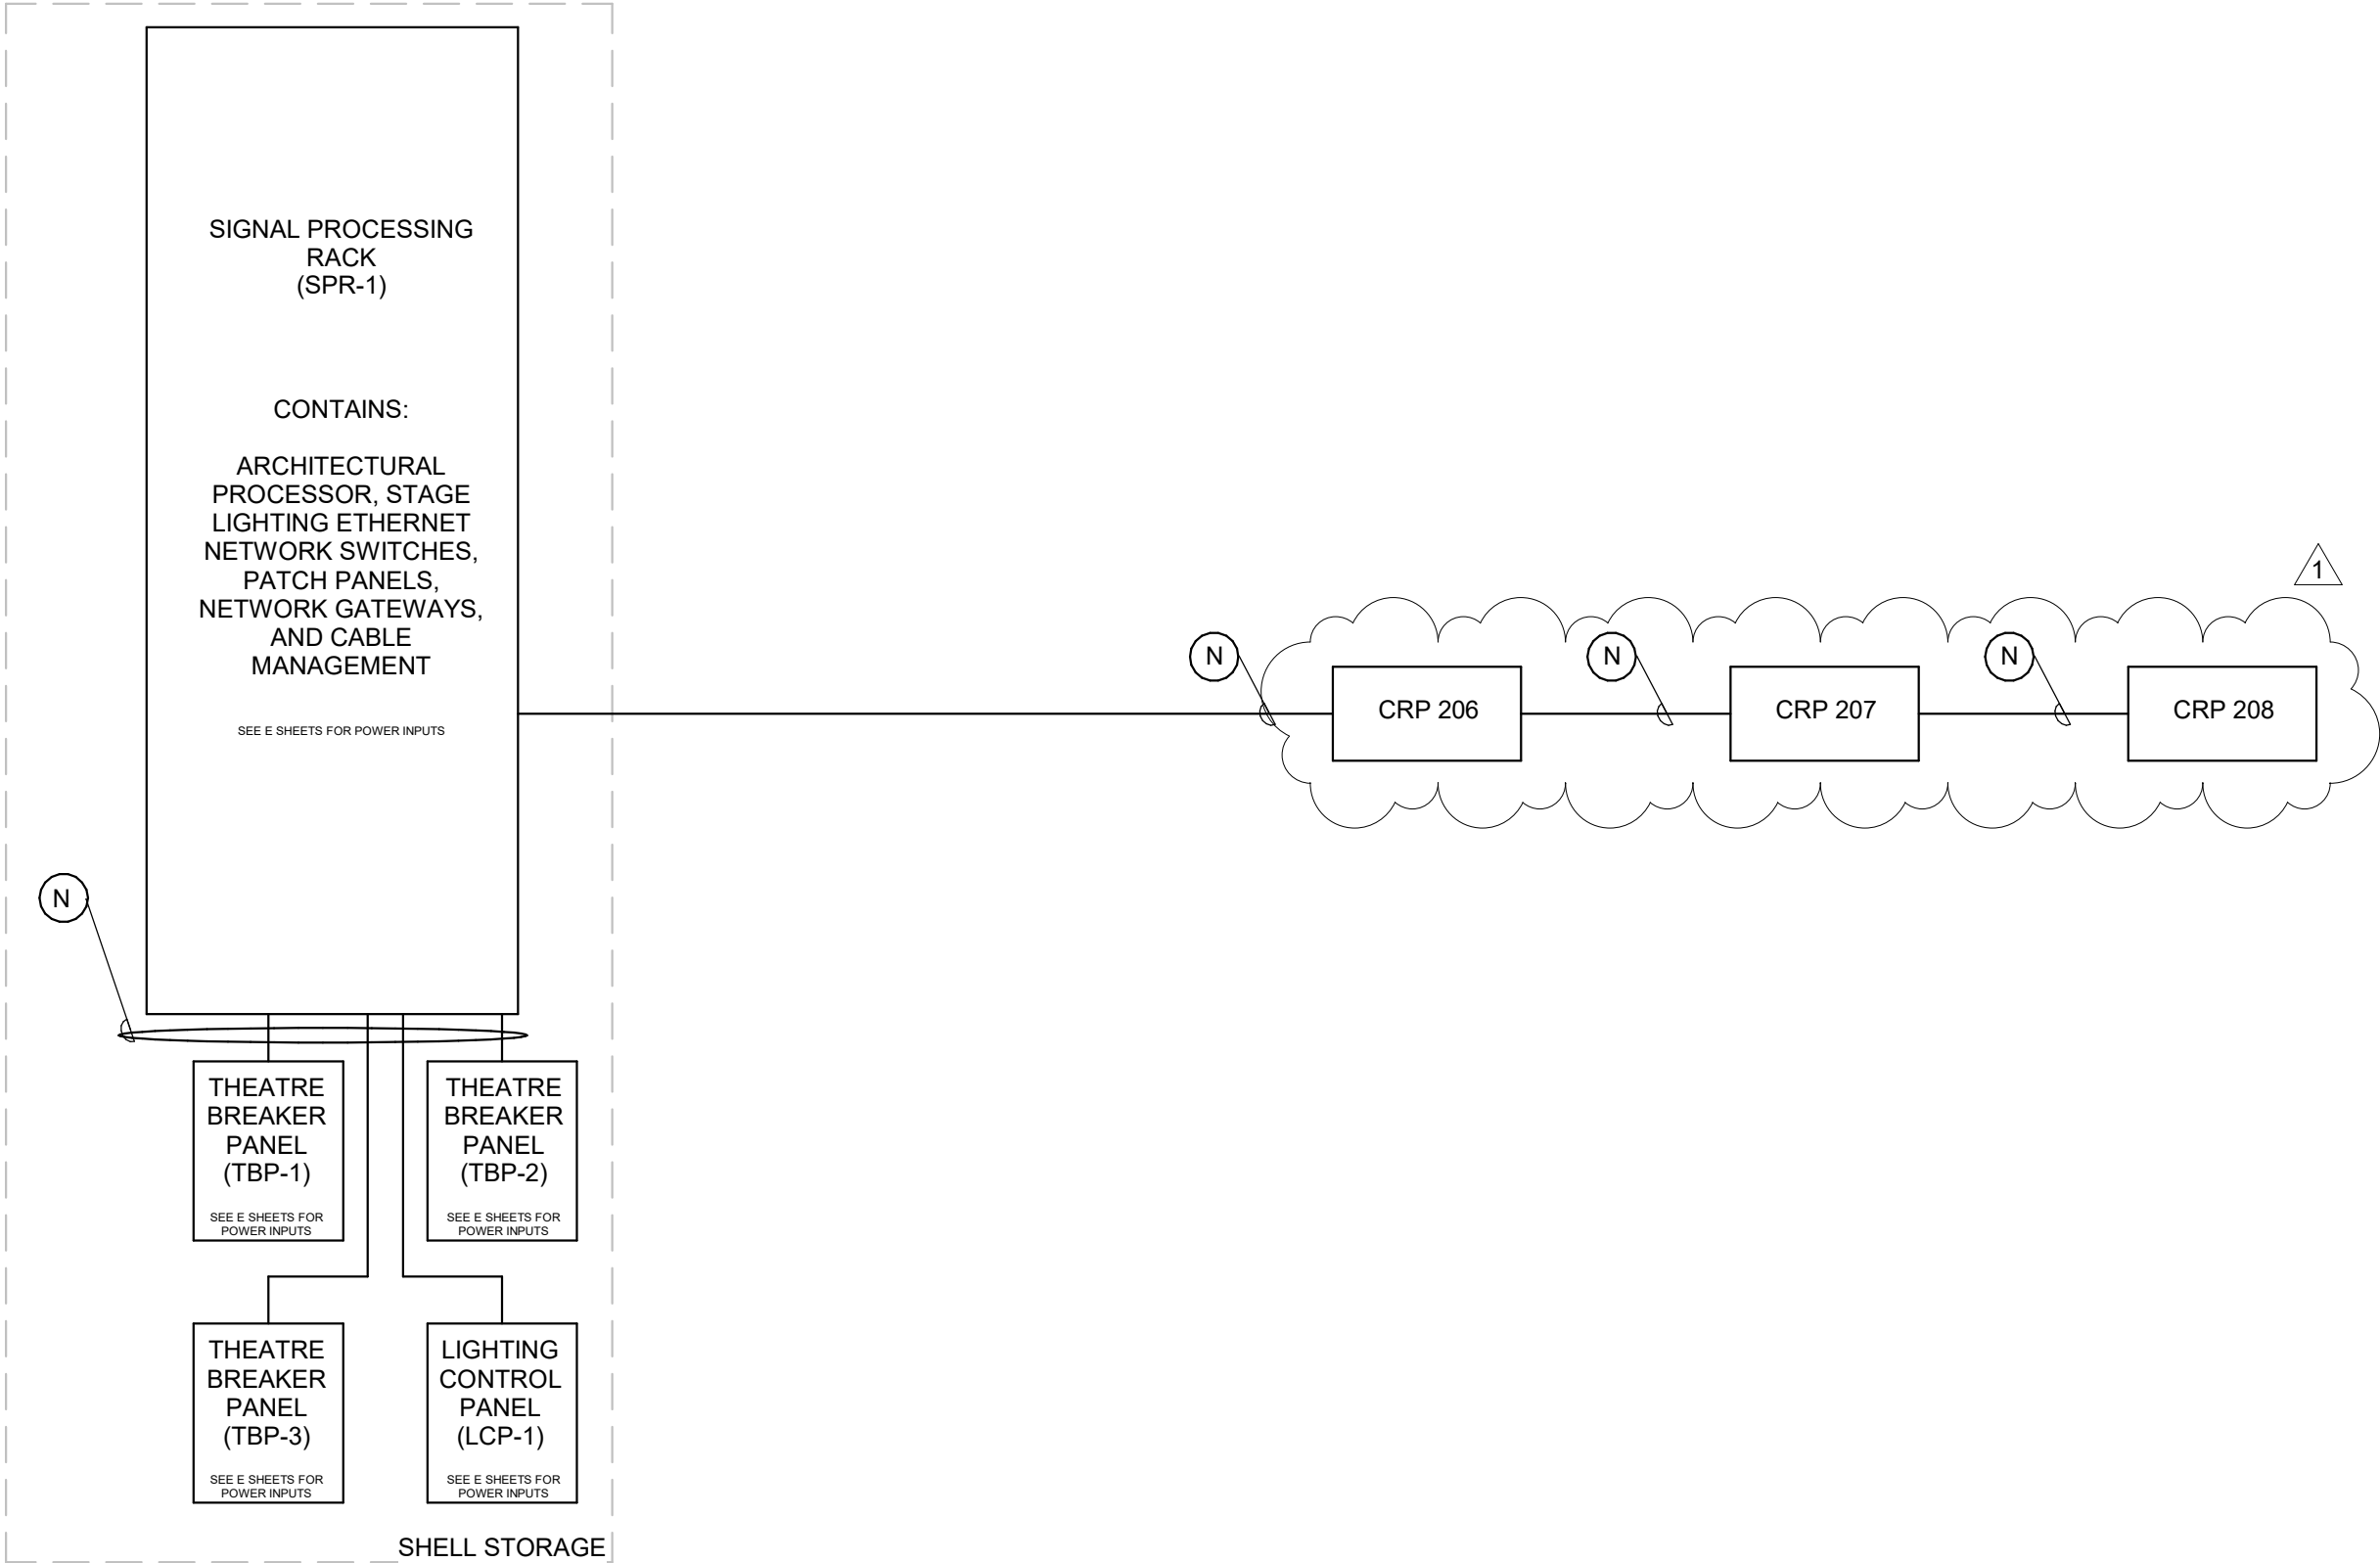 SIGNAL PROCESSING
RACK
(SPR-1)
CONTAINS:
ARCHITECTURAL
PROCESSOR, STAGE
LIGHTING ETHERNET
NETWORK SWITCHES,
PATCH PANELS,
NETWORK GATEWAYS,
AND CABLE
MANAGEMENT
SEE E SHEETS FOR POWER INPUTS
1
N
N
N
CRP 206
CRP 207
CRP 208
N
THEATRE
BREAKER
PANEL
(TBP-1)
SEE E SHEETS FOR
POWER INPUTS
THEATRE
BREAKER
PANEL
(TBP-2)
SEE E SHEETS FOR
POWER INPUTS
THEATRE
BREAKER
PANEL
(TBP-3)
SEE E SHEETS FOR
POWER INPUTS
LIGHTING
CONTROL
PANEL
(LCP-1)
SEE E SHEETS FOR
POWER INPUTS
SHELL STORAGE